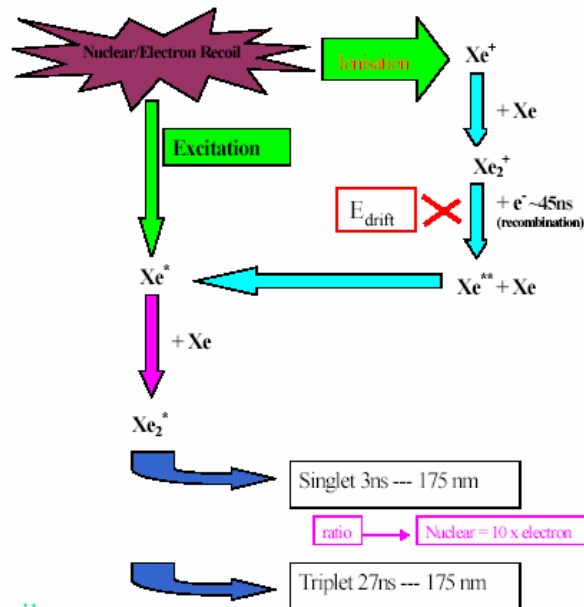 Nuclear/Electron Recoil
Ionisation
Xe⁺
+ Xe
Excitation
Xe₂⁺
E_drift
+ e⁻ ~45ns
(recombination)
Xe*
Xe** + Xe
+ Xe
Xe₂*
Singlet 3ns --- 175 nm
ratio
Nuclear = 10 x electron
Triplet 27ns --- 175 nm